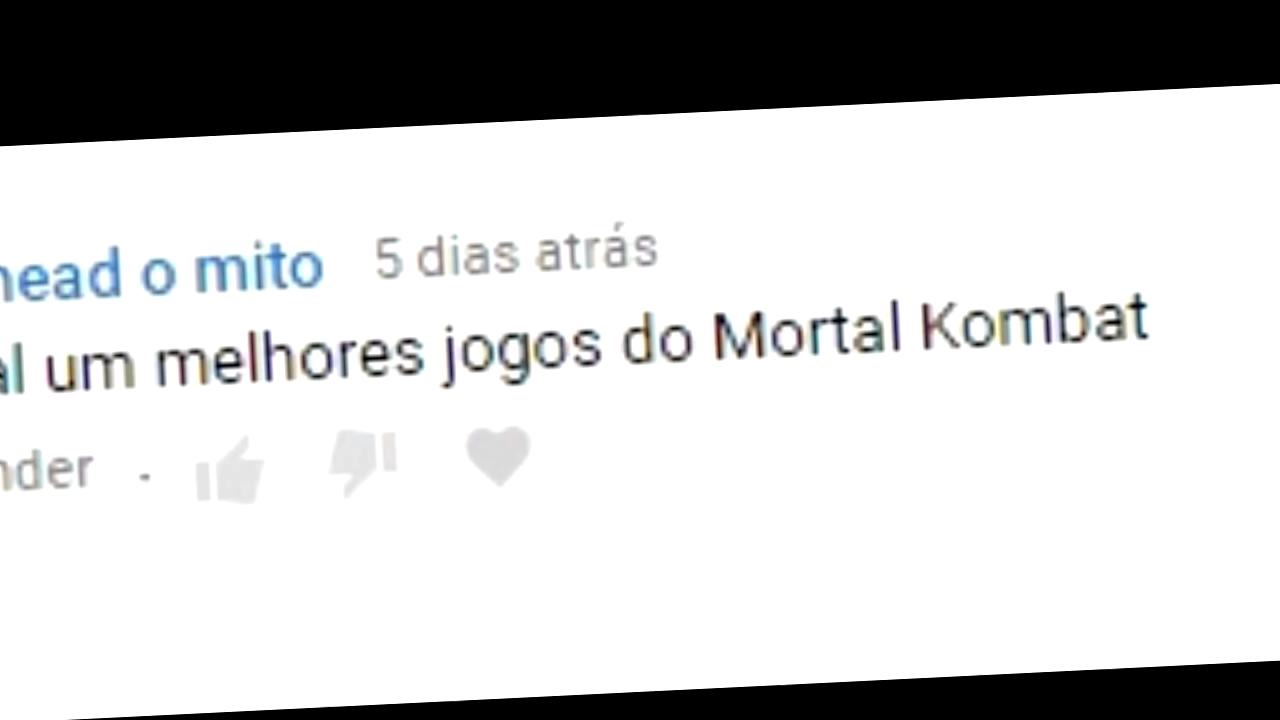 head o mito 5 dias atrás
al um melhores jogos do Mortal Kombat
nder ·